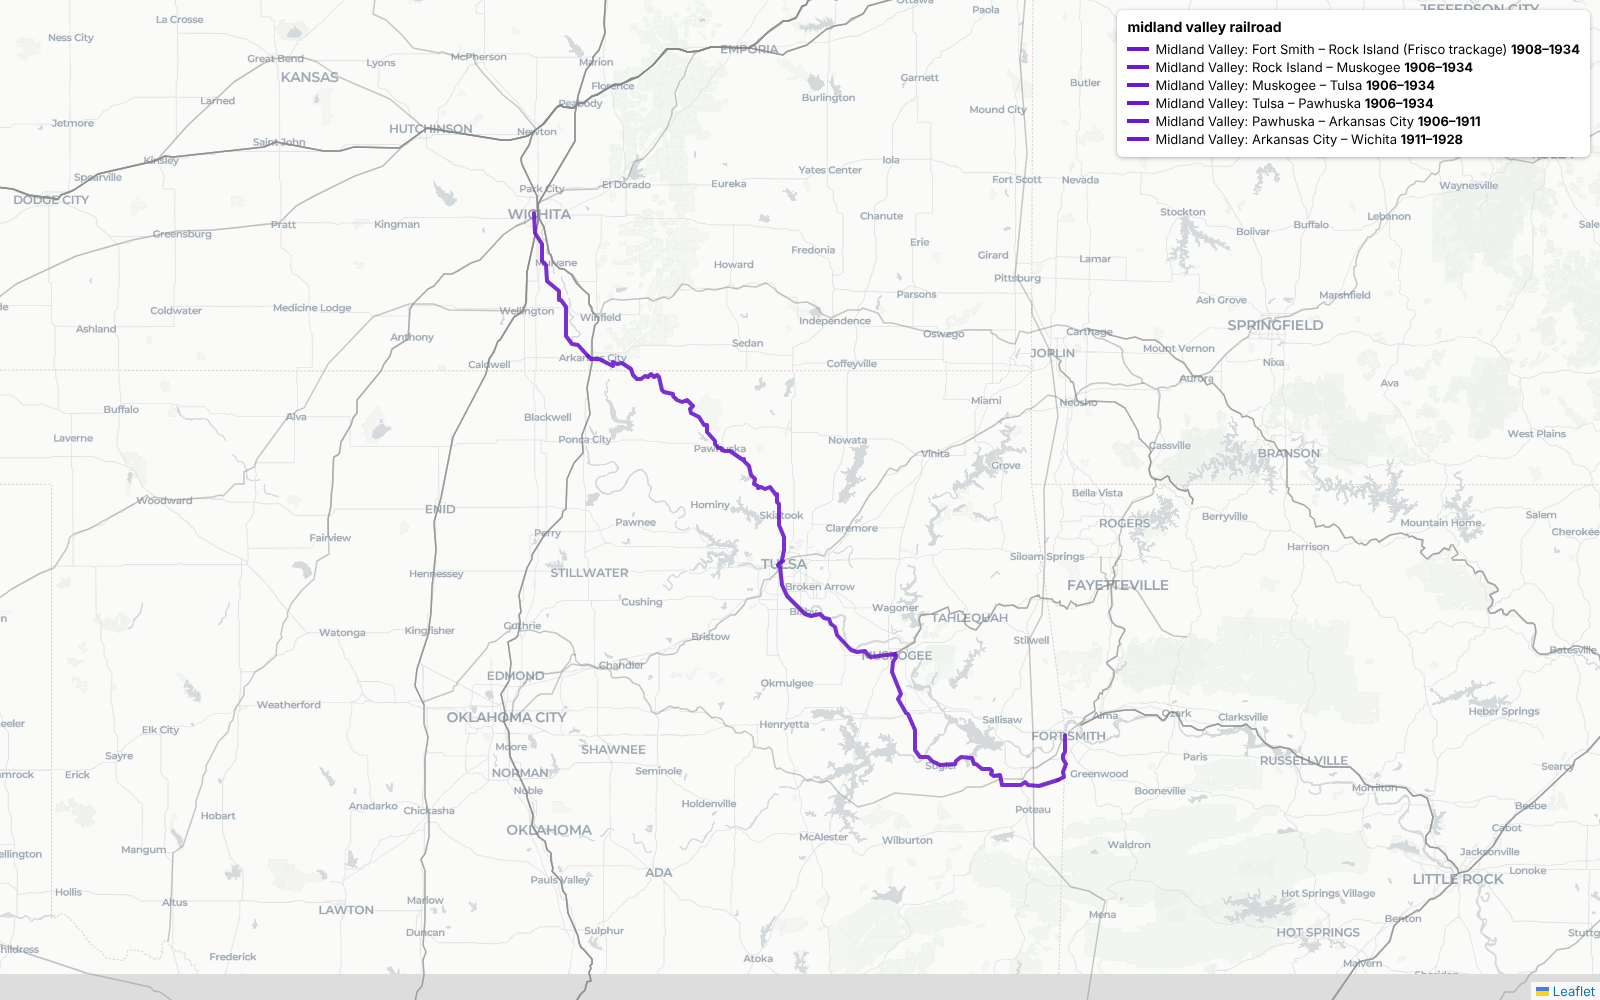 midland valley railroad
Midland Valley: Fort Smith – Rock Island (Frisco trackage) 1908–1934
Midland Valley: Rock Island – Muskogee 1906–1934
Midland Valley: Muskogee – Tulsa 1906–1934
Midland Valley: Tulsa – Pawhuska 1906–1934
Midland Valley: Pawhuska – Arkansas City 1906–1911
Midland Valley: Arkansas City – Wichita 1911–1928
La Crosse
Ness City
Great Bend
Lyons
McPherson
Marion
EMPORIA
Ottawa
Paola
JEFFERSON CITY
KANSAS
Florence
Garnett
Butler
Larned
Peabody
Burlington
Mound City
Jetmore
HUTCHINSON
Newton
Saint John
Kinsley
Iola
Spearville
Yates Center
Fort Scott
Nevada
Waynesville
DODGE CITY
Park City
El Dorado
Eureka
WICHITA
Chanute
Stockton
Lebanon
Greensburg
Pratt
Kingman
Erie
Bolivar
Buffalo
Fredonia
Girard
Lamar
Mulvane
Howard
Pittsburg
Parsons
Ash Grove
Marshfield
Coldwater
Medicine Lodge
Wellington
Winfield
Independence
Oswego
Carthage
SPRINGFIELD
Ashland
Anthony
Sedan
JOPLIN
Mount Vernon
Nixa
Caldwell
Arkansas City
Coffeyville
Aurora
Ava
Buffalo
Alva
Blackwell
Miami
Neosho
Laverne
Ponca City
Pawhuska
Nowata
Vinita
Grove
Cassville
BRANSON
West Plains
Woodward
ENID
Hominy
Skiatook
Bella Vista
Pawnee
Claremore
ROGERS
Berryville
Mountain Home
Salem
Cherokee
Fairview
Perry
Harrison
Hennessey
STILLWATER
TULSA
Siloam Springs
Broken Arrow
FAYETTEVILLE
Cushing
Bixby
Wagoner
TAHLEQUAH
Watonga
Kingfisher
Guthrie
Bristow
Stilwell
Batesville
Chandler
MUSKOGEE
EDMOND
Okmulgee
Weatherford
OKLAHOMA CITY
Henryetta
Sallisaw
Alma
Ozark
Clarksville
Heber Springs
Elk City
FORT SMITH
Moore
SHAWNEE
Sayre
Erick
NORMAN
Seminole
Stigler
Greenwood
Paris
RUSSELLVILLE
Searcy
Noble
Booneville
Morrilton
Anadarko
Chickasha
Holdenville
Poteau
Beebe
Hobart
OKLAHOMA
McAlester
Wilburton
Waldron
Cabot
Mangum
Jacksonville
ADA
LITTLE ROCK
Lonoke
Hollis
Altus
LAWTON
Pauls Valley
Marlow
Hot Springs Village
Mena
Benton
Duncan
Sulphur
HOT SPRINGS
Frederick
Atoka
Malvern
Leaflet